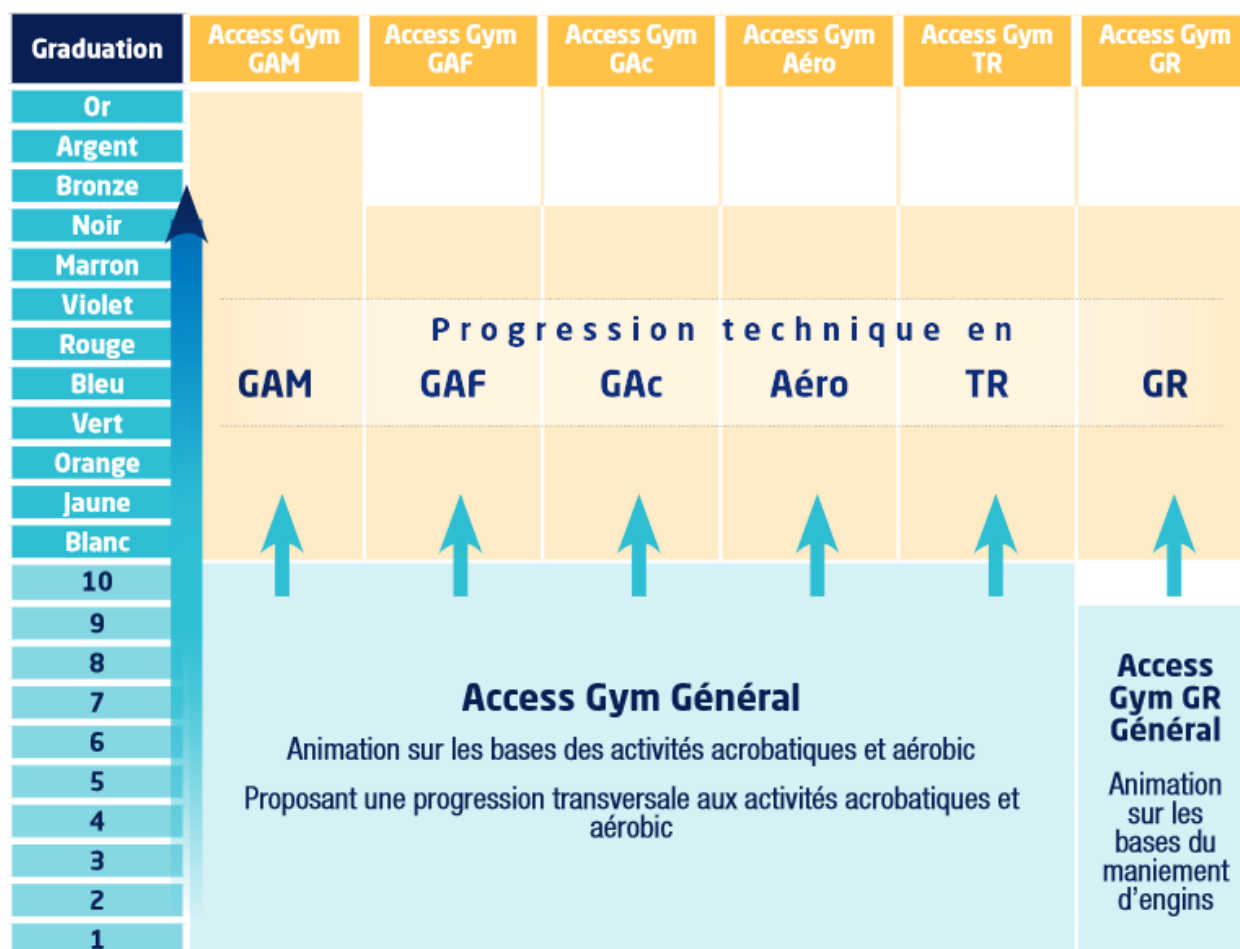 Graduation
Access Gym
GAM
Access Gym
GAF
Access Gym
GAc
Access Gym
Aéro
Access Gym
TR
Access Gym
GR
Or
Argent
Bronze
Noir
Marron
Violet
Rouge
Bleu
Vert
Orange
Jaune
Blanc
10
9
8
7
6
5
4
3
2
1
Progression technique en
GAM
GAF
GAc
Aéro
TR
GR
Access Gym Général
Animation sur les bases des activités acrobatiques et aérobic
Proposant une progression transversale aux activités acrobatiques et
aérobic
Access
Gym GR
Général
Animation
sur les
bases du
maniement
d'engins